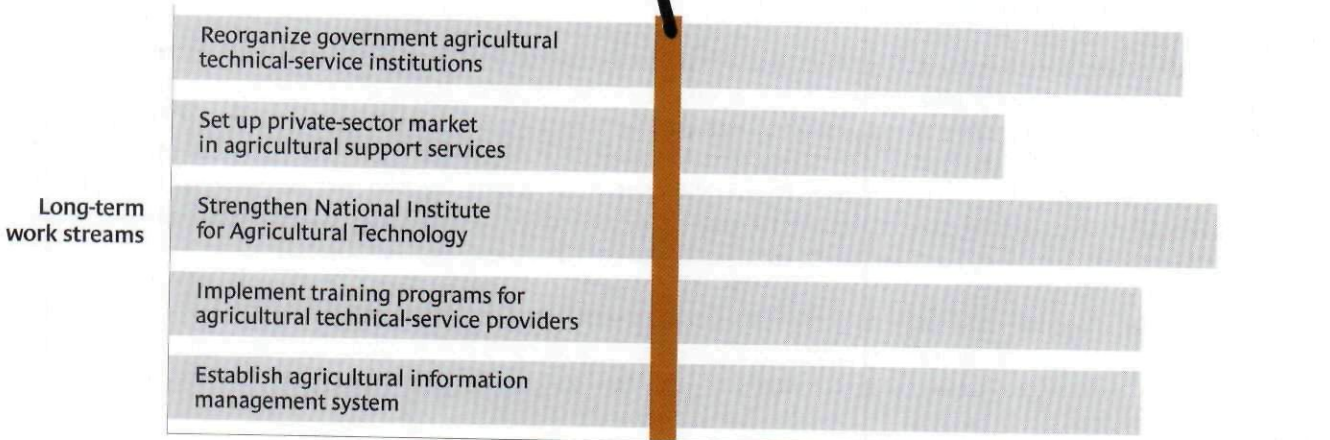 Reorganize government agricultural
technical-service institutions
Set up private-sector market
in agricultural support services
Long-term
work streams
Strengthen National Institute
for Agricultural Technology
Implement training programs for
agricultural technical-service providers
Establish agricultural information
management system